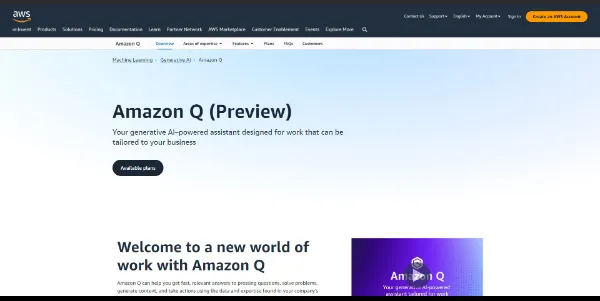 aws
Contact Us Support English My Account Sign In Create an AWS Account
re:Invent Products Solutions Pricing Documentation Learn Partner Network AWS Marketplace Customer Enablement Events Explore More
Amazon Q Overview Areas of expertise Features Plans FAQs Customers
Machine Learning › Generative AI › Amazon Q
Amazon Q (Preview)
Your generative AI–powered assistant designed for work that can be
tailored to your business
Available plans
Welcome to a new world of
work with Amazon Q
Amazon Q can help you get fast, relevant answers to pressing questions, solve problems,
generate content, and take actions using the data and expertise found in your company's
Amazon Q
Your generative AI-powered
assistant tailored for work